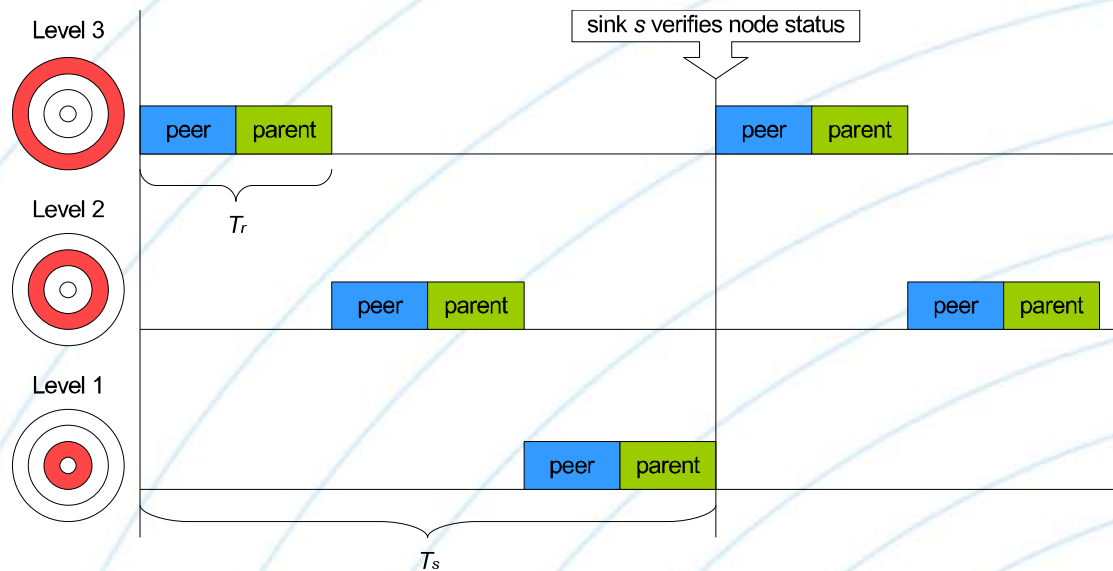 Level 3
sink s verifies node status
peer
parent
peer
parent
Tr
Level 2
peer
parent
peer
parent
Level 1
peer
parent
Ts